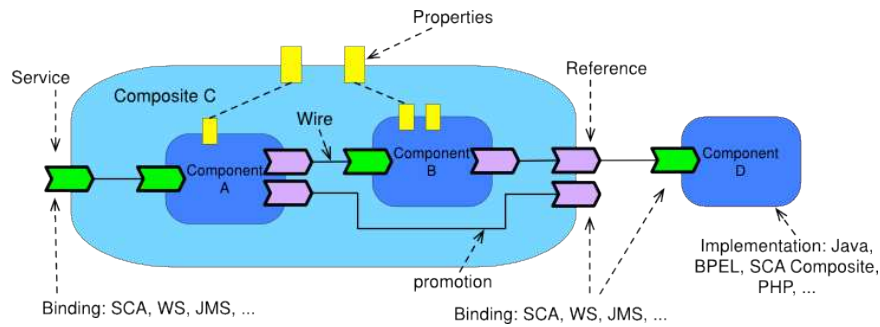 Properties
Service
Reference
Composite C
Wire
Component
A
Component
B
Component
D
promotion
Implementation: Java,
BPEL, SCA Composite,
PHP, ...
Binding: SCA, WS, JMS, ...
Binding: SCA, WS, JMS, ...